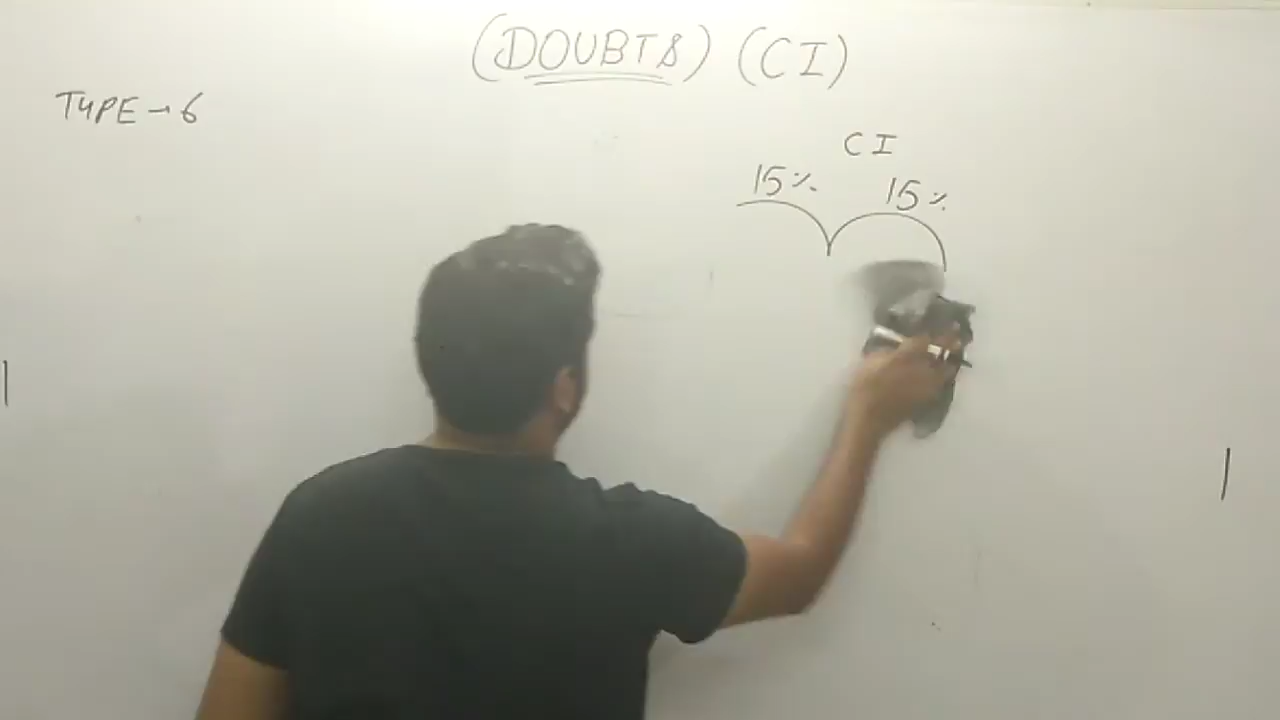 (DOUBTS) (CI)
TYPE → 6
CI
15% 15%